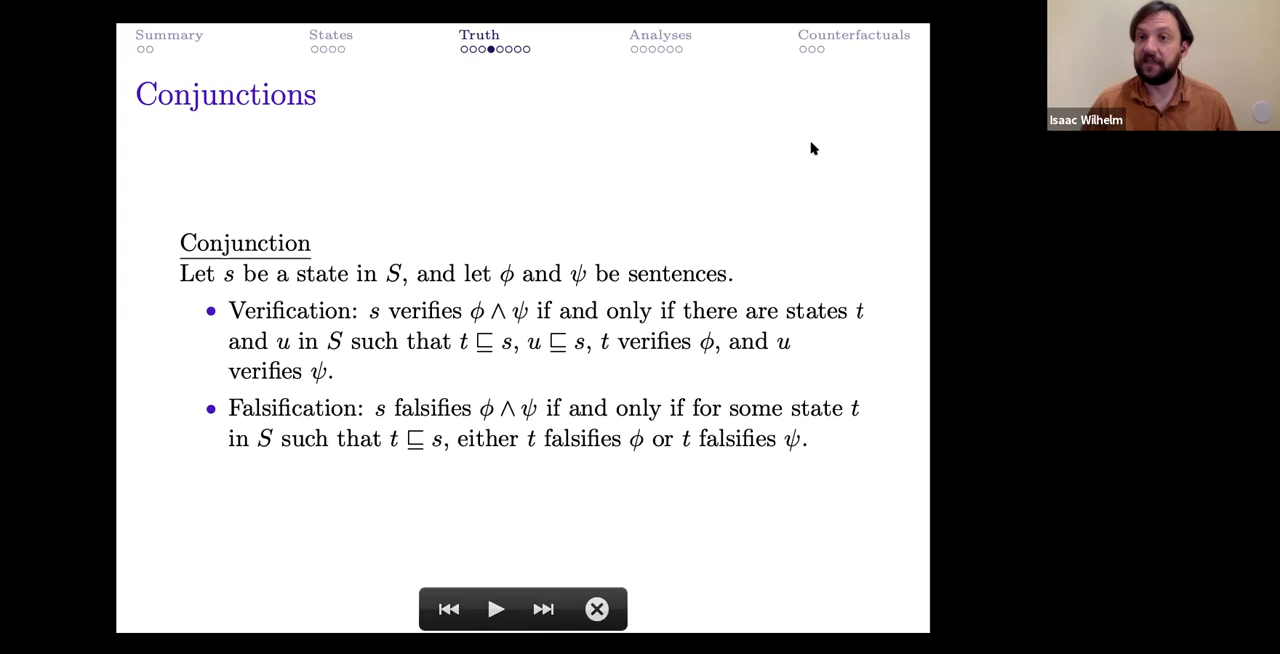 Summary States Truth Analyses Counterfactuals
Conjunctions
Isaac Wilhelm
Conjunction
Let s be a state in S, and let ϕ and ψ be sentences.
• Verification: s verifies ϕ ∧ ψ if and only if there are states t
and u in S such that t ⊑ s, u ⊑ s, t verifies ϕ, and u
verifies ψ.
• Falsification: s falsifies ϕ ∧ ψ if and only if for some state t
in S such that t ⊑ s, either t falsifies ϕ or t falsifies ψ.